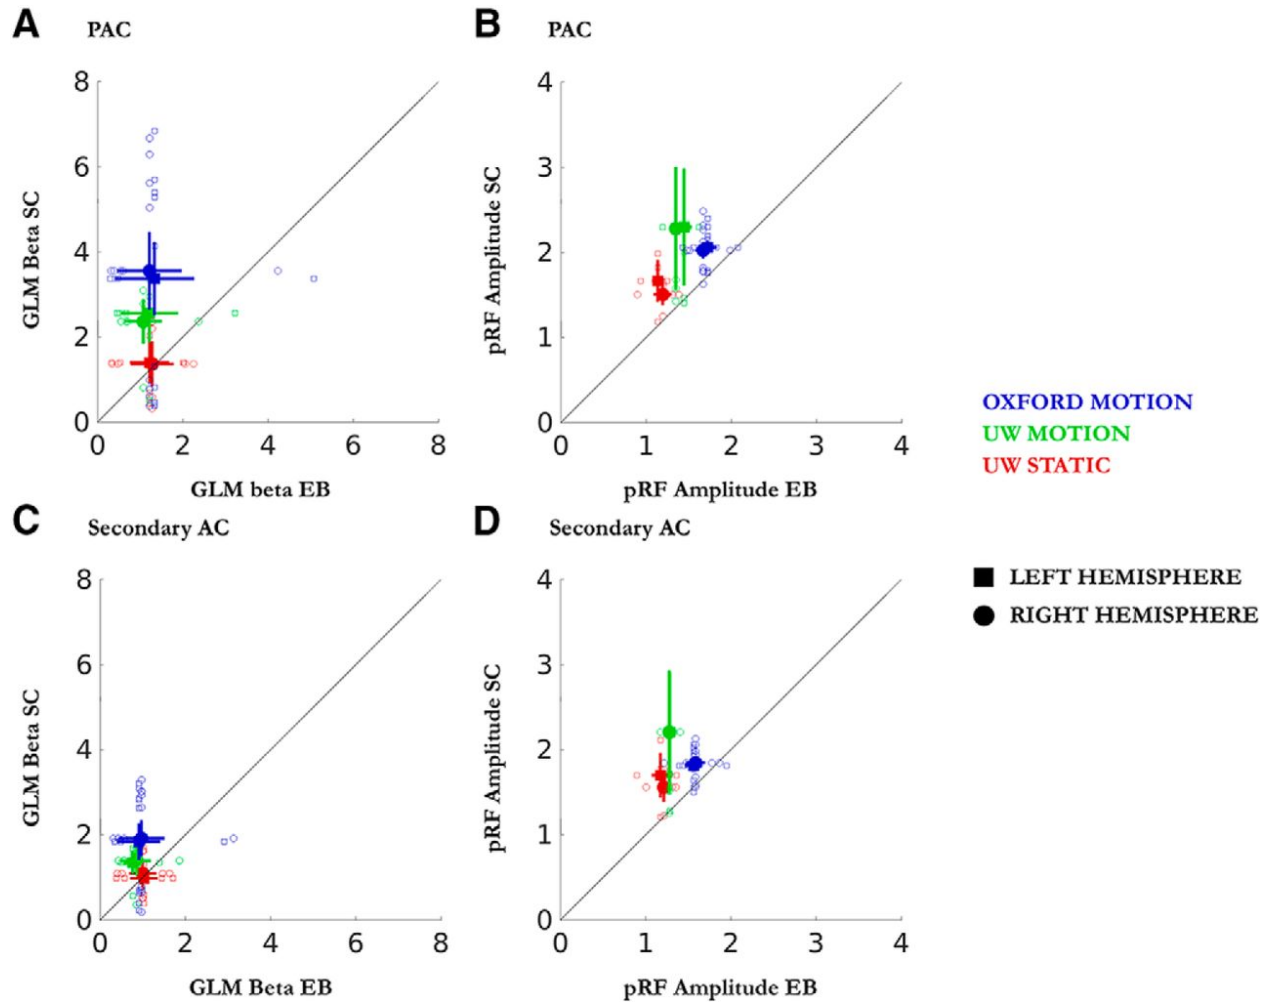 A PAC
B PAC
8
6
4
2
0
0 2 4 6 8
GLM Beta SC
GLM beta EB
4
3
2
1
0
0 1 2 3 4
pRF Amplitude SC
pRF Amplitude EB
OXFORD MOTION
UW MOTION
UW STATIC
C Secondary AC
D Secondary AC
8
6
4
2
0
0 2 4 6 8
GLM Beta SC
GLM Beta EB
4
3
2
1
0
0 1 2 3 4
pRF Amplitude SC
pRF Amplitude EB
LEFT HEMISPHERE
RIGHT HEMISPHERE